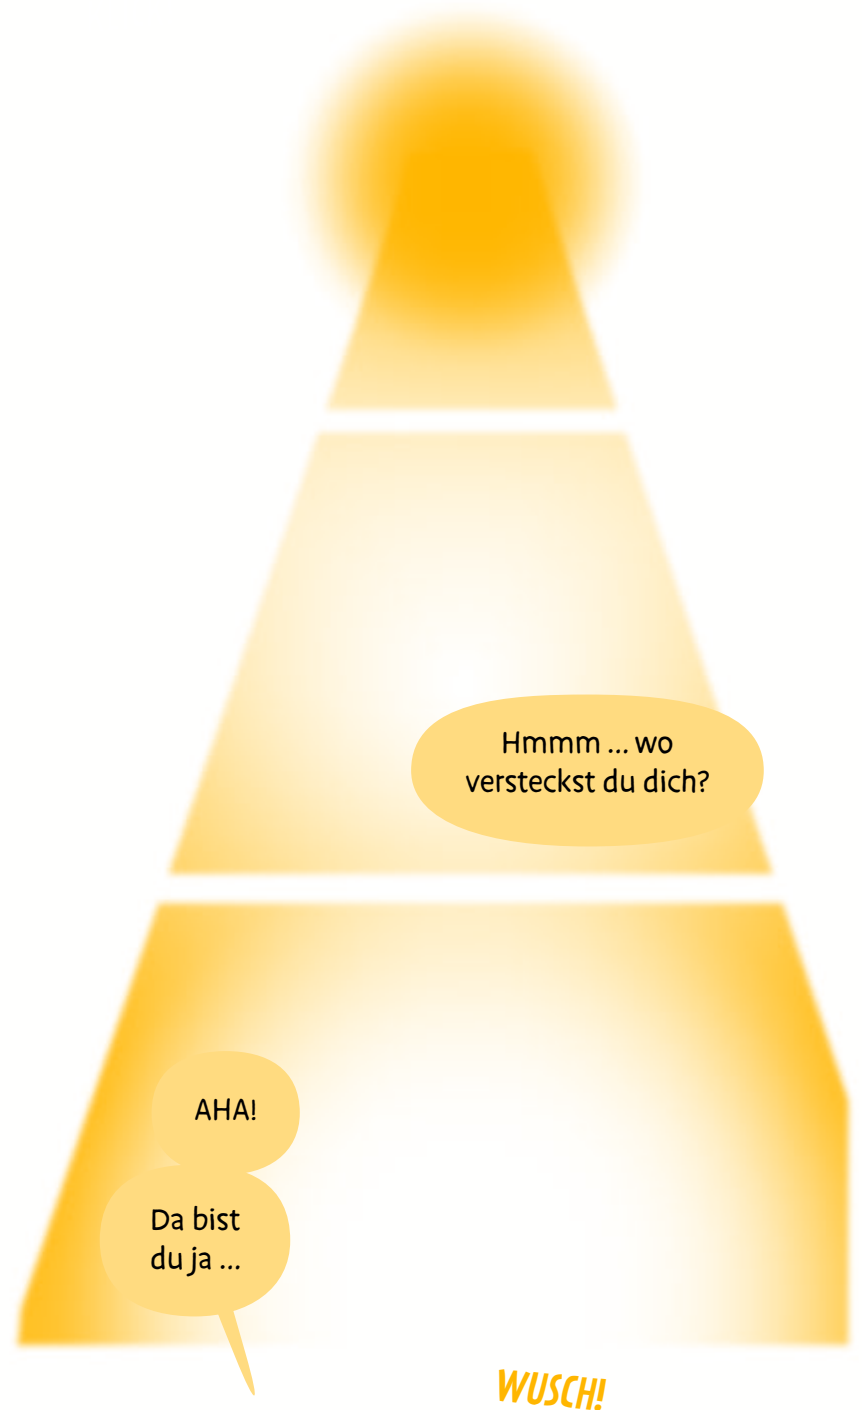 Hmmm ... wo
versteckst du dich?
AHA!
Da bist
du ja ...
WUSCH!